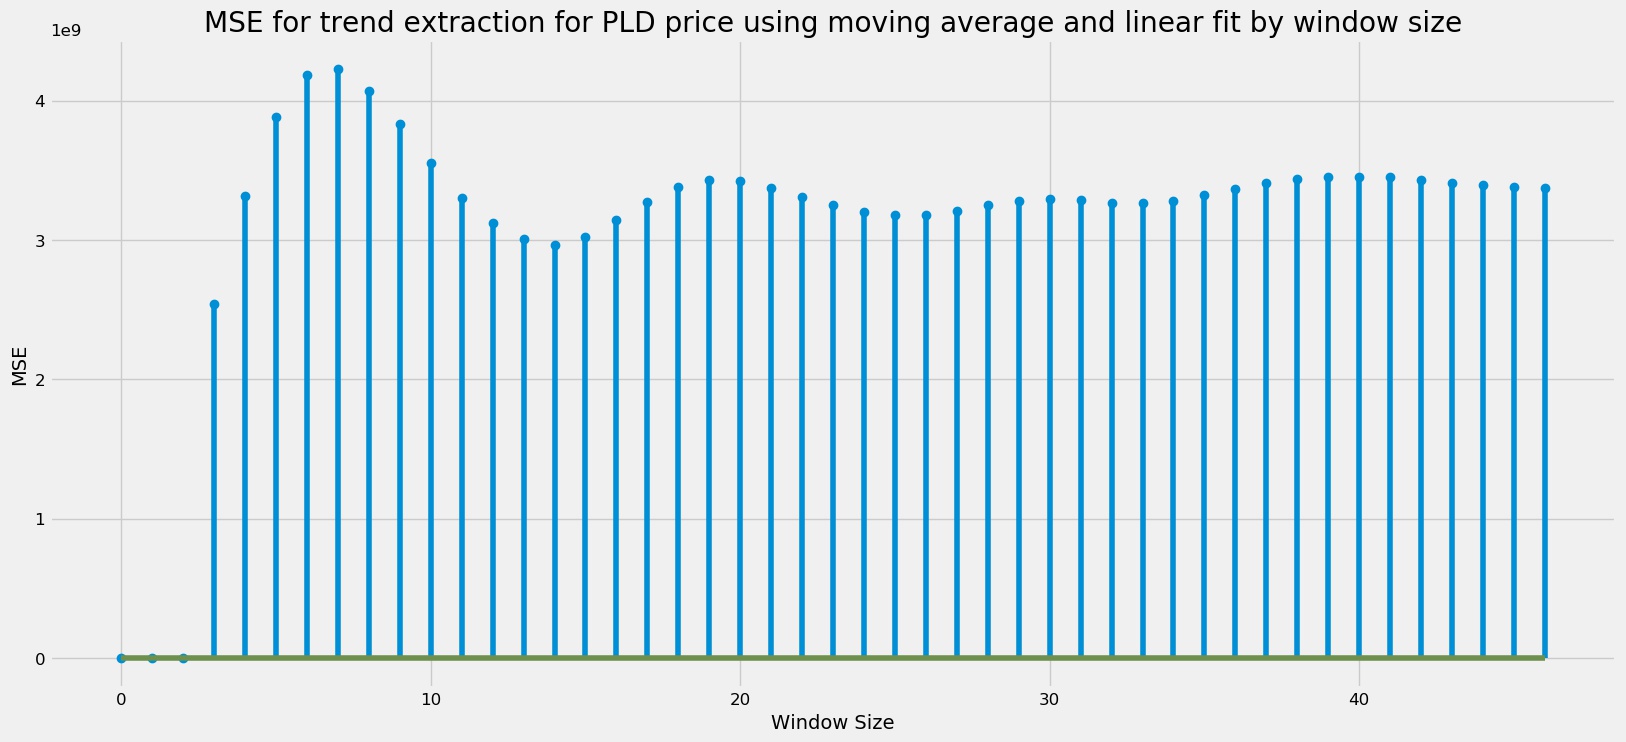 MSE for trend extraction for PLD price using moving average and linear fit by window size
1e9
4
3
2
1
0
MSE
0 10 20 30 40
Window Size